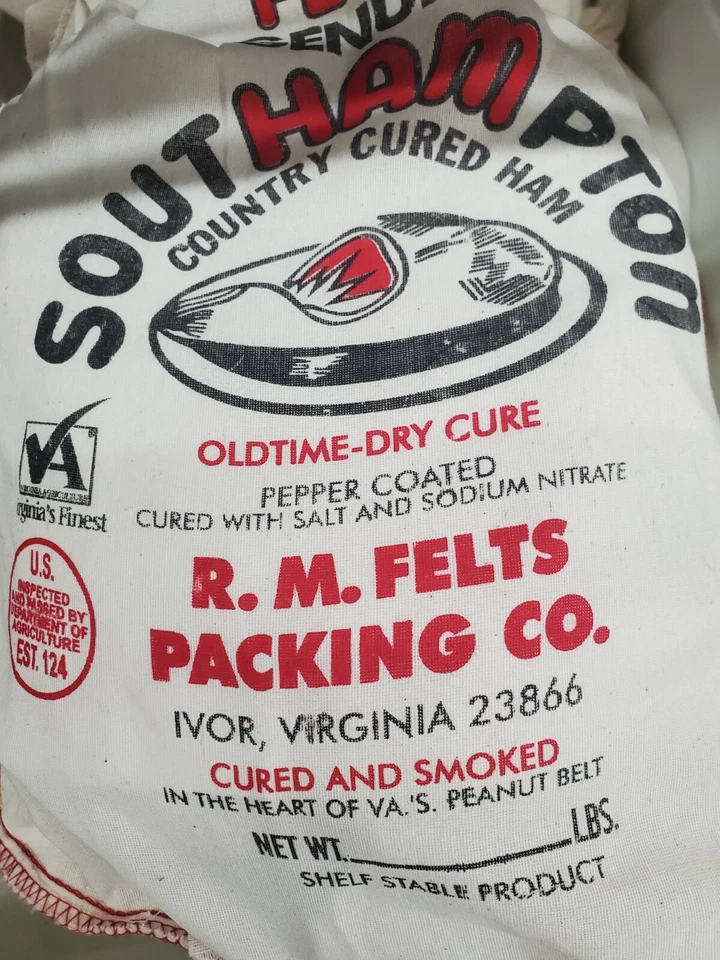 SOUTHAMPTON
COUNTRY CURED HAM
OLDTIME-DRY CURE
PEPPER COATED
CURED WITH SALT AND SODIUM NITRATE
VA
®
ginia's Finest
U.S.
INSPECTED
AND PASSED BY
DEPARTMENT OF
AGRICULTURE
EST. 124
R. M. FELTS
PACKING CO.
IVOR, VIRGINIA 23866
CURED AND SMOKED
IN THE HEART OF VA.'S. PEANUT BELT
NET WT. LBS.
SHELF STABLE PRODUCT